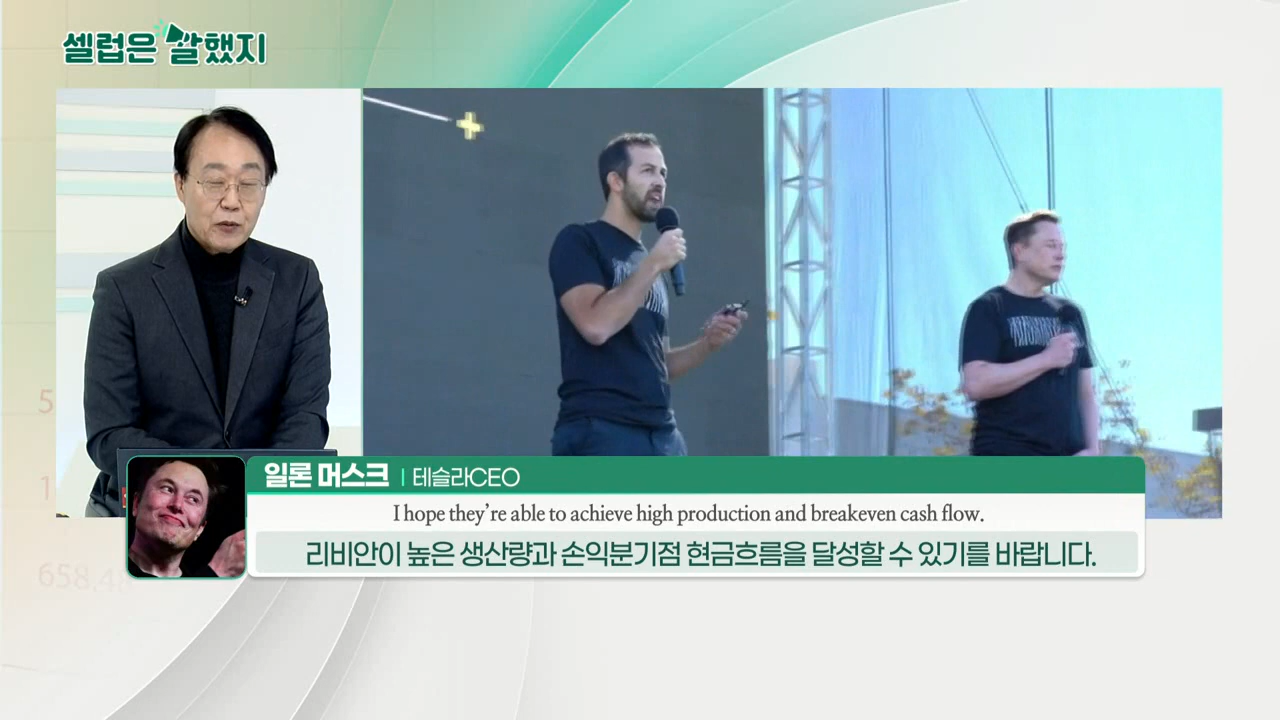 셀럽은 말했지
일론 머스크 | 테슬라CEO
I hope they're able to achieve high production and breakeven cash flow.
리비안이 높은 생산량과 손익분기점 현금흐름을 달성할 수 있기를 바랍니다.